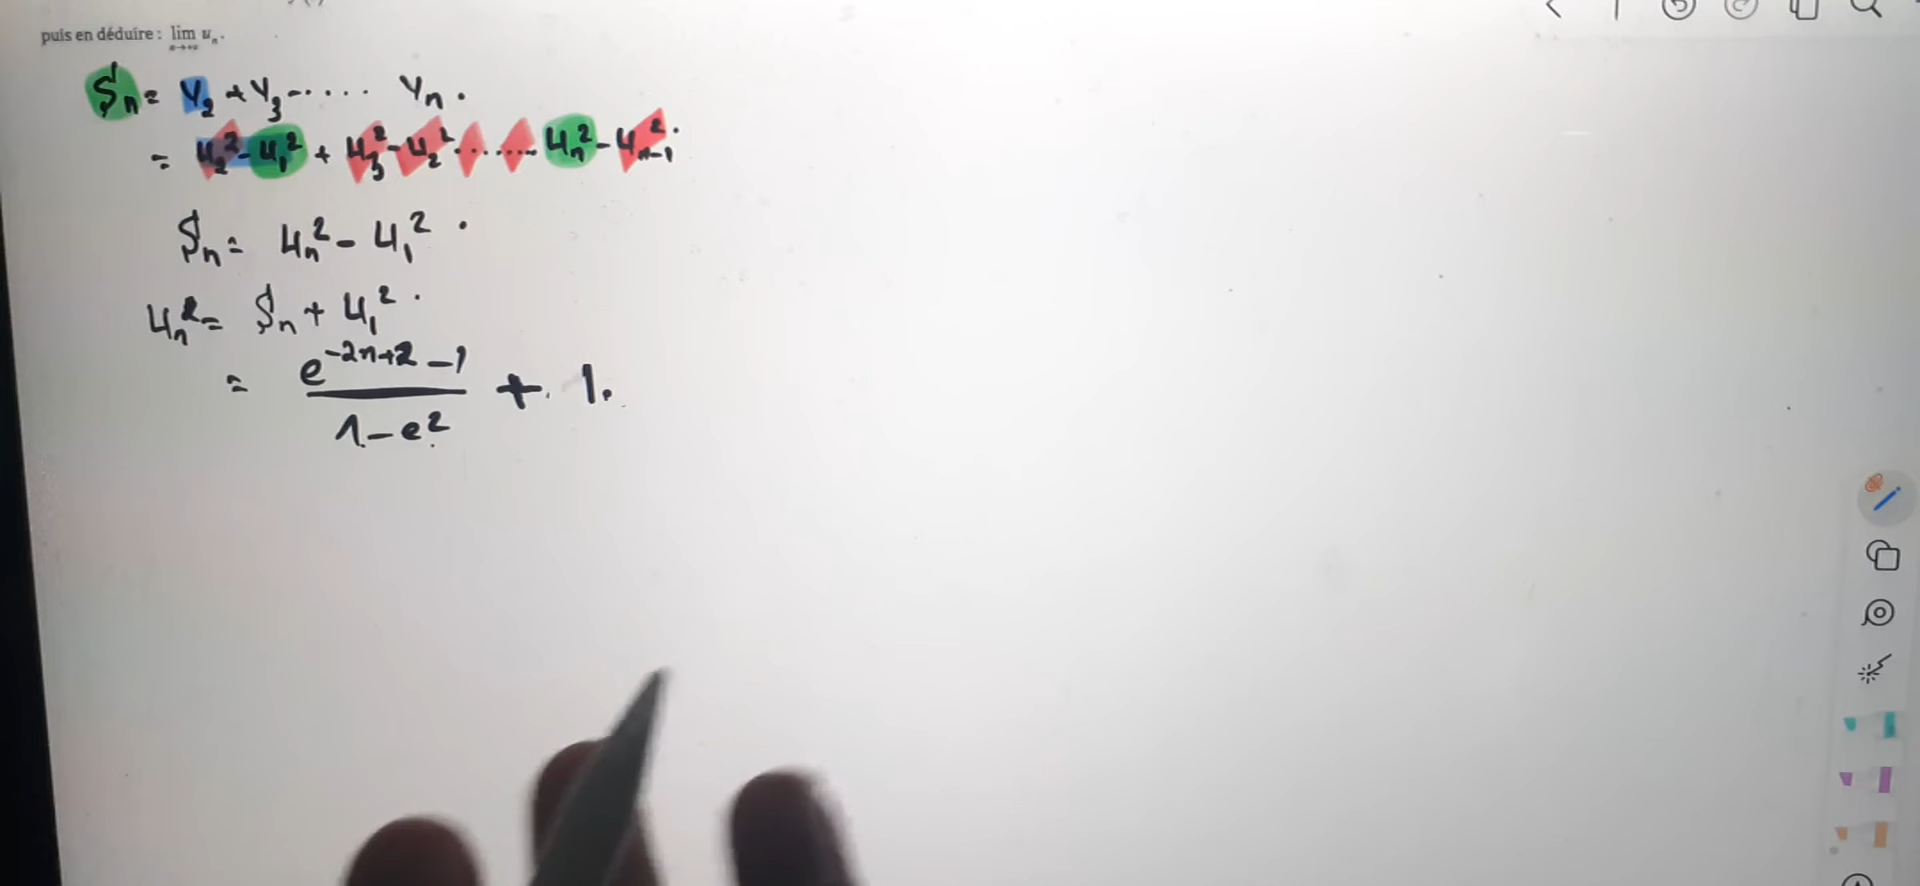 puis en déduire : lim uₙ.
n→+∞
Sₙ = V₂ + V₃ - .... Vₙ.
= U₂² - U₁² + U₃² - U₂² ....... Uₙ² - Uₙ₋₁².
Sₙ = Uₙ² - U₁².
Uₙ² = Sₙ + U₁².
= (e^(-2n+2) - 1) / (1 - e²) + 1.